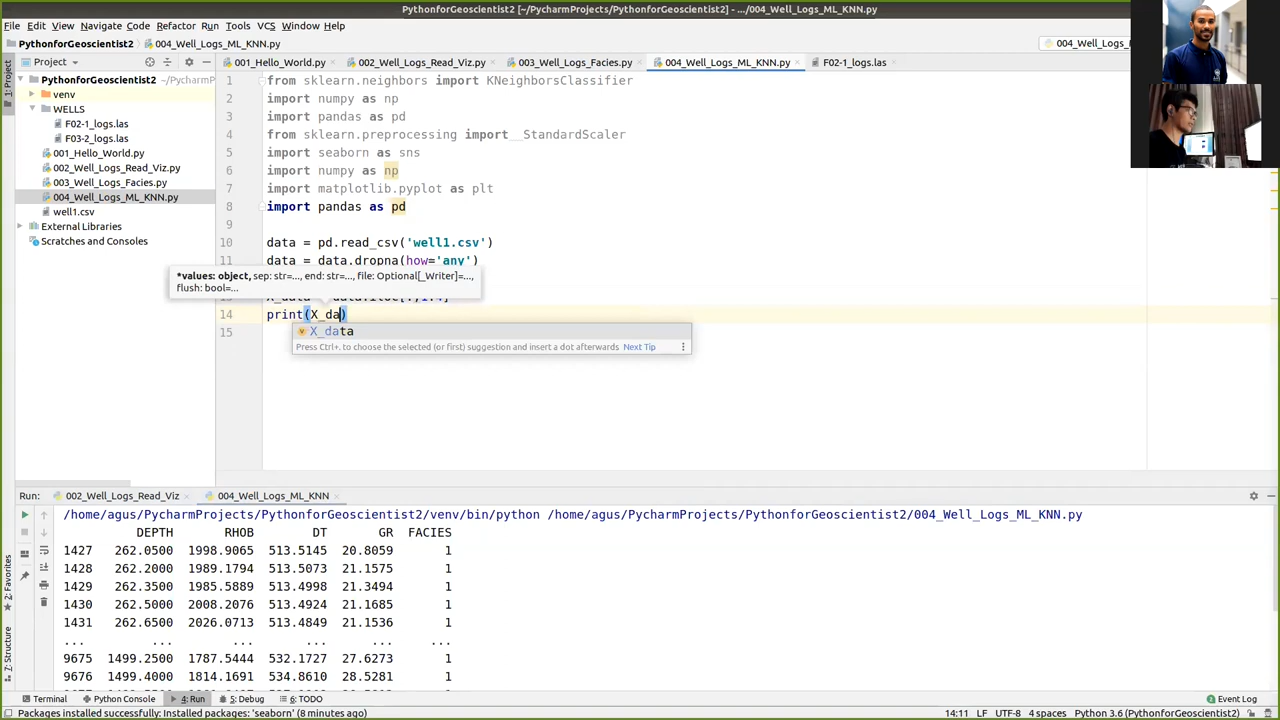 PythonforGeoscientist2 [~/PycharmProjects/PythonforGeoscientist2] - .../004_Well_Logs_ML_KNN.py
File Edit View Navigate Code Refactor Run Tools VCS Window Help
PythonforGeoscientist2 004_Well_Logs_ML_KNN.py
004_Well_Logs_
Project
001_Hello_World.py
002_Well_Logs_Read_Viz.py
003_Well_Logs_Facies.py
004_Well_Logs_ML_KNN.py
F02-1_logs.las
1: Project
PythonforGeoscientist2 ~/PycharmP
venv
WELLS
F02-1_logs.las
F03-2_logs.las
001_Hello_World.py
002_Well_Logs_Read_Viz.py
003_Well_Logs_Facies.py
004_Well_Logs_ML_KNN.py
well1.csv
External Libraries
Scratches and Consoles
1 from sklearn.neighbors import KNeighborsClassifier
2 import numpy as np
3 import pandas as pd
4 from sklearn.preprocessing import StandardScaler
5 import seaborn as sns
6 import numpy as np
7 import matplotlib.pyplot as plt
8 import pandas as pd
9
10 data = pd.read_csv('well1.csv')
11 data = data.dropna(how='any')
*values: object, sep: str=..., end: str=..., file: Optional[_Writer]=...,
flush: bool=...
14 print(X_da)
15
X_data
Press Ctrl+. to choose the selected (or first) suggestion and insert a dot afterwards Next Tip
Run: 002_Well_Logs_Read_Viz 004_Well_Logs_ML_KNN
/home/agus/PycharmProjects/PythonforGeoscientist2/venv/bin/python /home/agus/PycharmProjects/PythonforGeoscientist2/004_Well_Logs_ML_KNN.py
DEPTH RHOB DT GR FACIES
1427 262.0500 1998.9065 513.5145 20.8059 1
1428 262.2000 1989.1794 513.5073 21.1575 1
1429 262.3500 1985.5889 513.4998 21.3494 1
1430 262.5000 2008.2076 513.4924 21.1685 1
1431 262.6500 2026.0713 513.4849 21.1536 1
... ... ... ... ... ...
9675 1499.2500 1787.5444 532.1727 27.6273 1
9676 1499.4000 1814.1691 534.8610 28.5281 1
2: Favorites
7: Structure
Terminal Python Console 4: Run 5: Debug 6: TODO Event Log
Packages installed successfully: Installed packages: 'seaborn' (8 minutes ago)
14:11 LF UTF-8 4 spaces Python 3.6 (PythonforGeoscientist2)